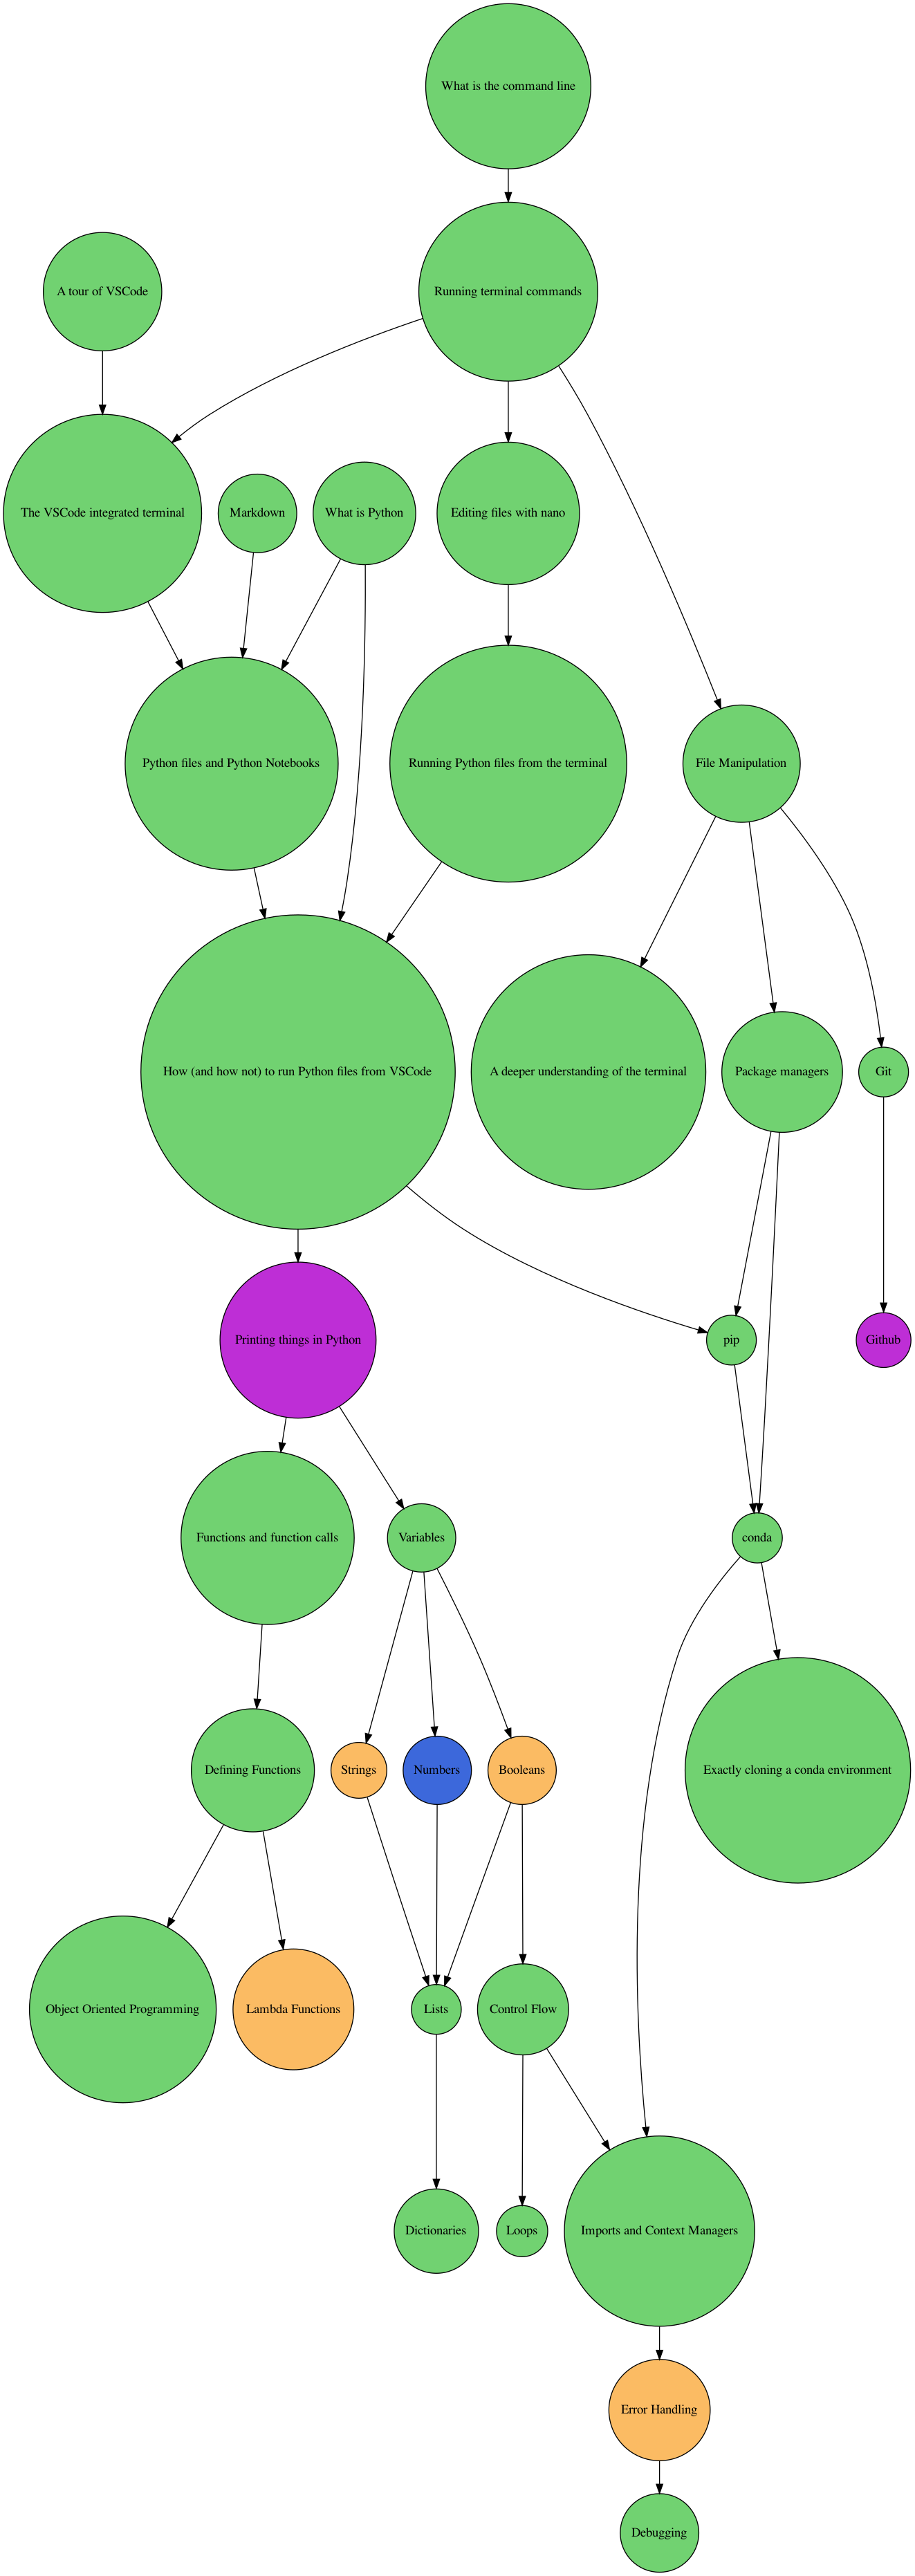 What is the command line
A tour of VSCode
Running terminal commands
The VSCode integrated terminal
Markdown
What is Python
Editing files with nano
Python files and Python Notebooks
Running Python files from the terminal
File Manipulation
How (and how not) to run Python files from VSCode
A deeper understanding of the terminal
Package managers
Git
Printing things in Python
pip
Github
Functions and function calls
Variables
conda
Defining Functions
Strings
Numbers
Booleans
Exactly cloning a conda environment
Object Oriented Programming
Lambda Functions
Lists
Control Flow
Dictionaries
Loops
Imports and Context Managers
Error Handling
Debugging